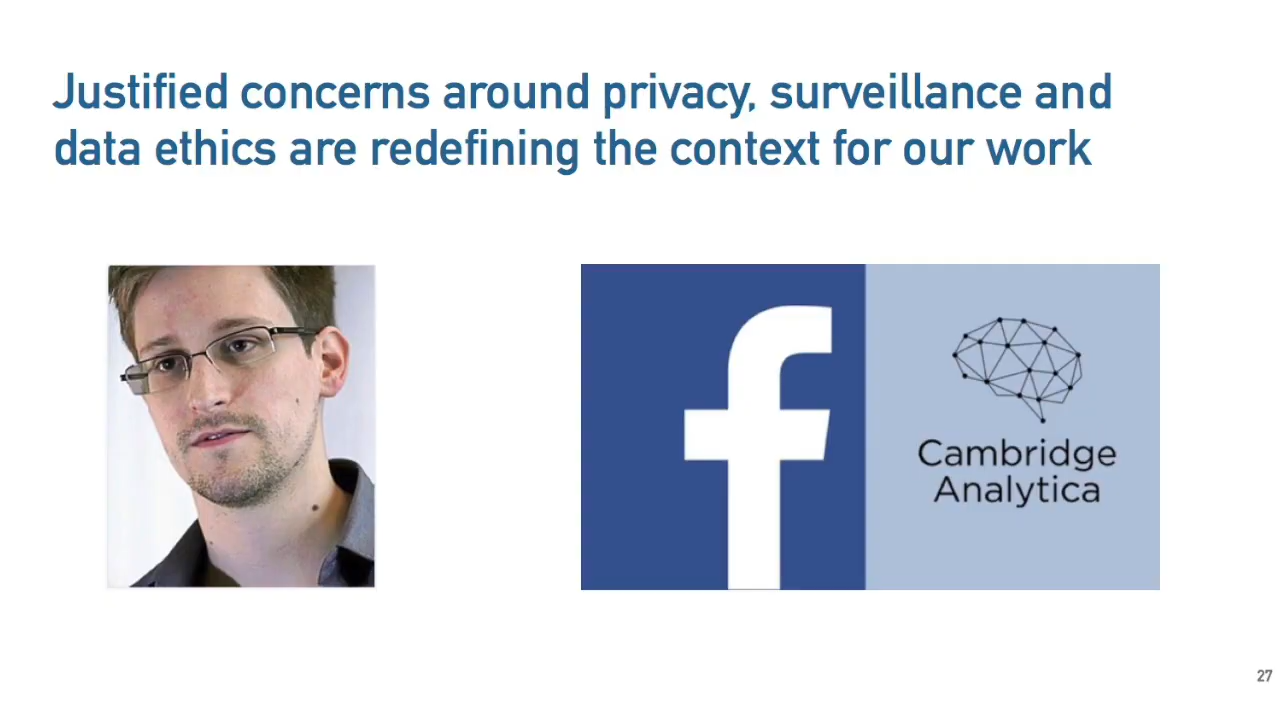 Justified concerns around privacy, surveillance and
data ethics are redefining the context for our work
f
Cambridge
Analytica
27